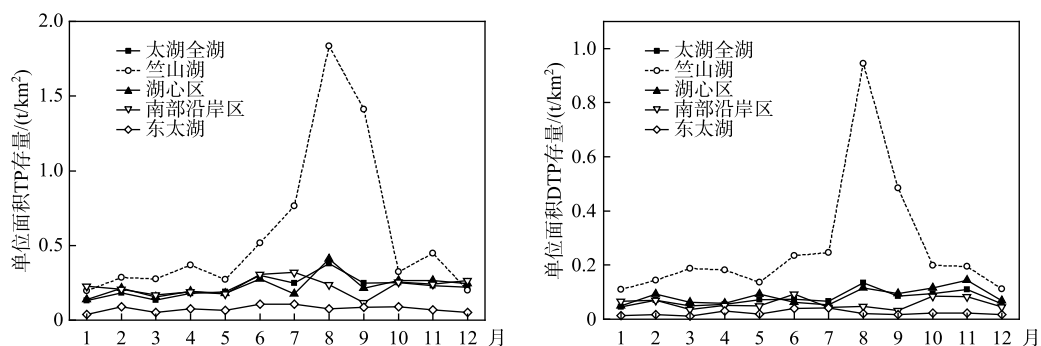 2.0
1.5
1.0
0.5
0
单位面积TP存量/(t/km²)
太湖全湖
竺山湖
湖心区
南部沿岸区
东太湖
1 2 3 4 5 6 7 8 9 10 11 12 月
1.0
0.8
0.6
0.4
0.2
0
单位面积DTP存量/(t/km²)
太湖全湖
竺山湖
湖心区
南部沿岸区
东太湖
1 2 3 4 5 6 7 8 9 10 11 12 月